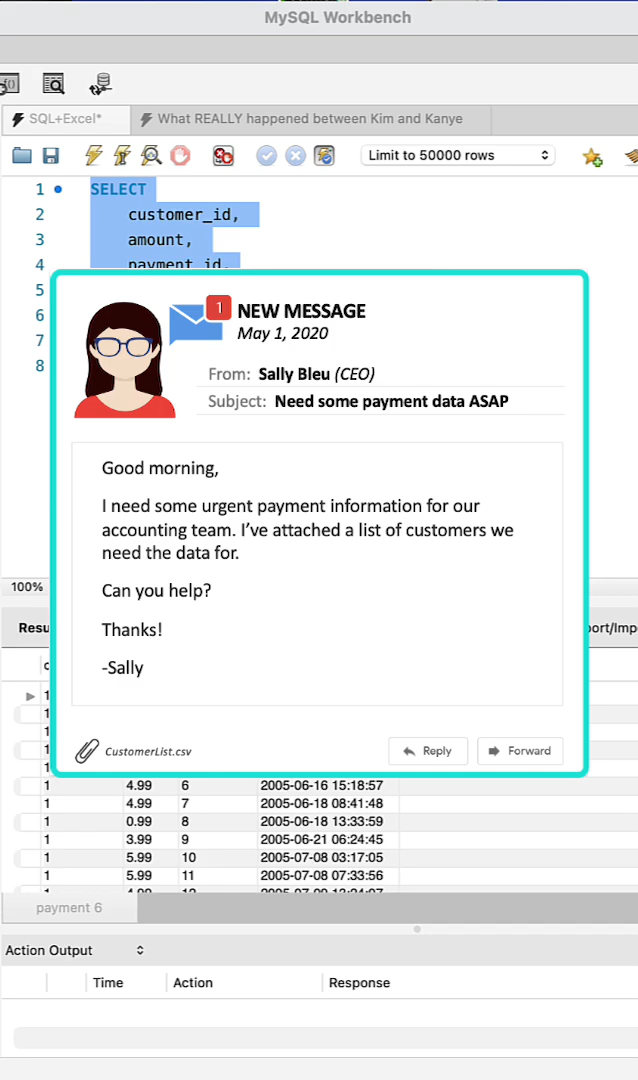 MySQL Workbench
SQL+Excel*
What REALLY happened between Kim and Kanye
Limit to 50000 rows
1 SELECT
2 customer_id,
3 amount,
4 payment_id,
5
6
7
8
1
NEW MESSAGE
May 1, 2020
From: Sally Bleu (CEO)
Subject: Need some payment data ASAP
Good morning,
I need some urgent payment information for our
accounting team. I've attached a list of customers we
need the data for.
Can you help?
Thanks!
-Sally
CustomerList.csv
Reply
Forward
100%
1
1
1
1
1
1 4.99 6 2005-06-16 15:18:57
1 4.99 7 2005-06-18 08:41:48
1 0.99 8 2005-06-18 13:33:59
1 3.99 9 2005-06-21 06:24:45
1 5.99 10 2005-07-08 03:17:05
1 5.99 11 2005-07-08 07:33:56
payment 6
Action Output
Time Action Response